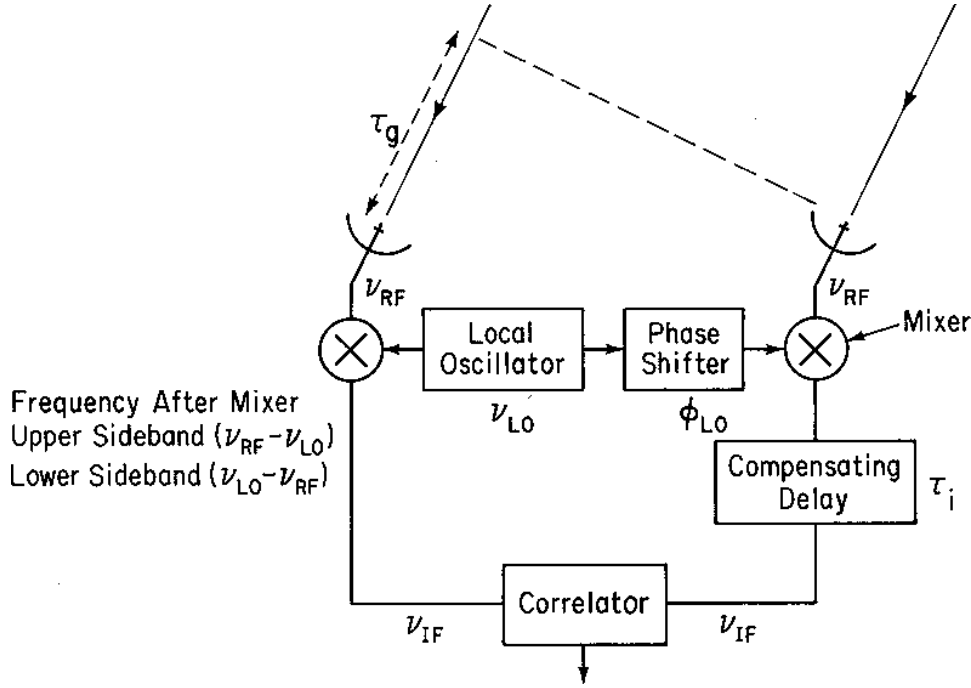 τg
νRF
νRF
Mixer
Local
Oscillator
Phase
Shifter
νLO
ϕLO
Frequency After Mixer
Upper Sideband (νRF−νLO)
Lower Sideband (νLO−νRF)
Compensating
Delay
τi
Correlator
νIF
νIF